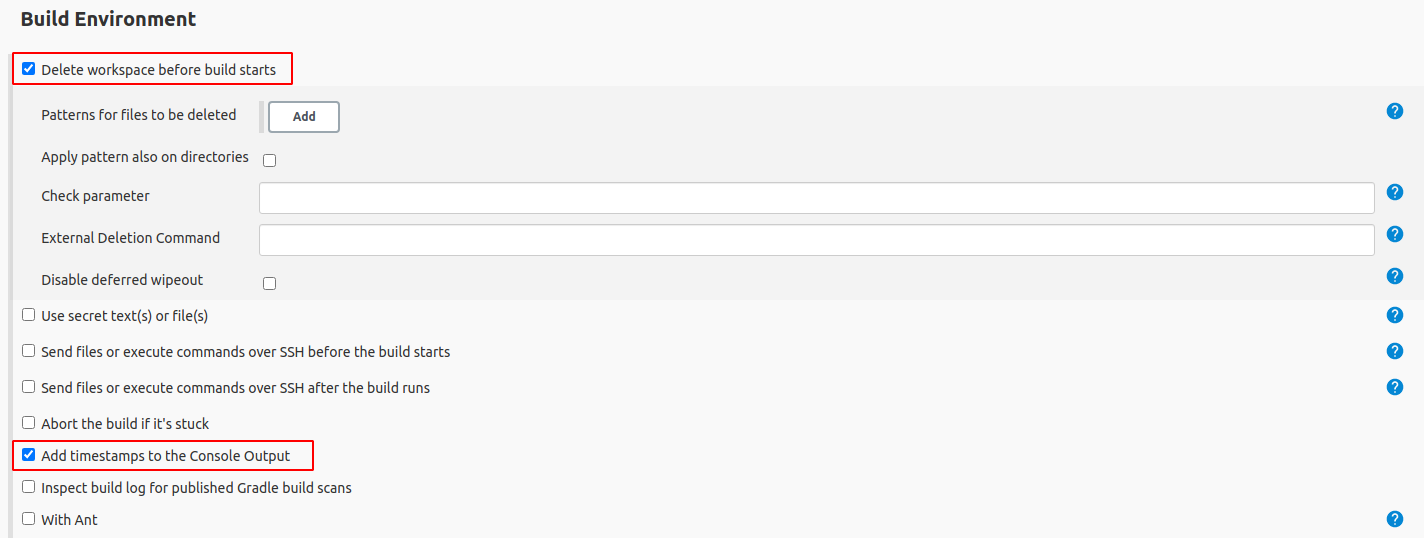 Build Environment
Delete workspace before build starts
Patterns for files to be deleted Add ?
Apply pattern also on directories
Check parameter ?
External Deletion Command ?
Disable deferred wipeout ?
Use secret text(s) or file(s) ?
Send files or execute commands over SSH before the build starts ?
Send files or execute commands over SSH after the build runs ?
Abort the build if it's stuck
Add timestamps to the Console Output
Inspect build log for published Gradle build scans
With Ant ?